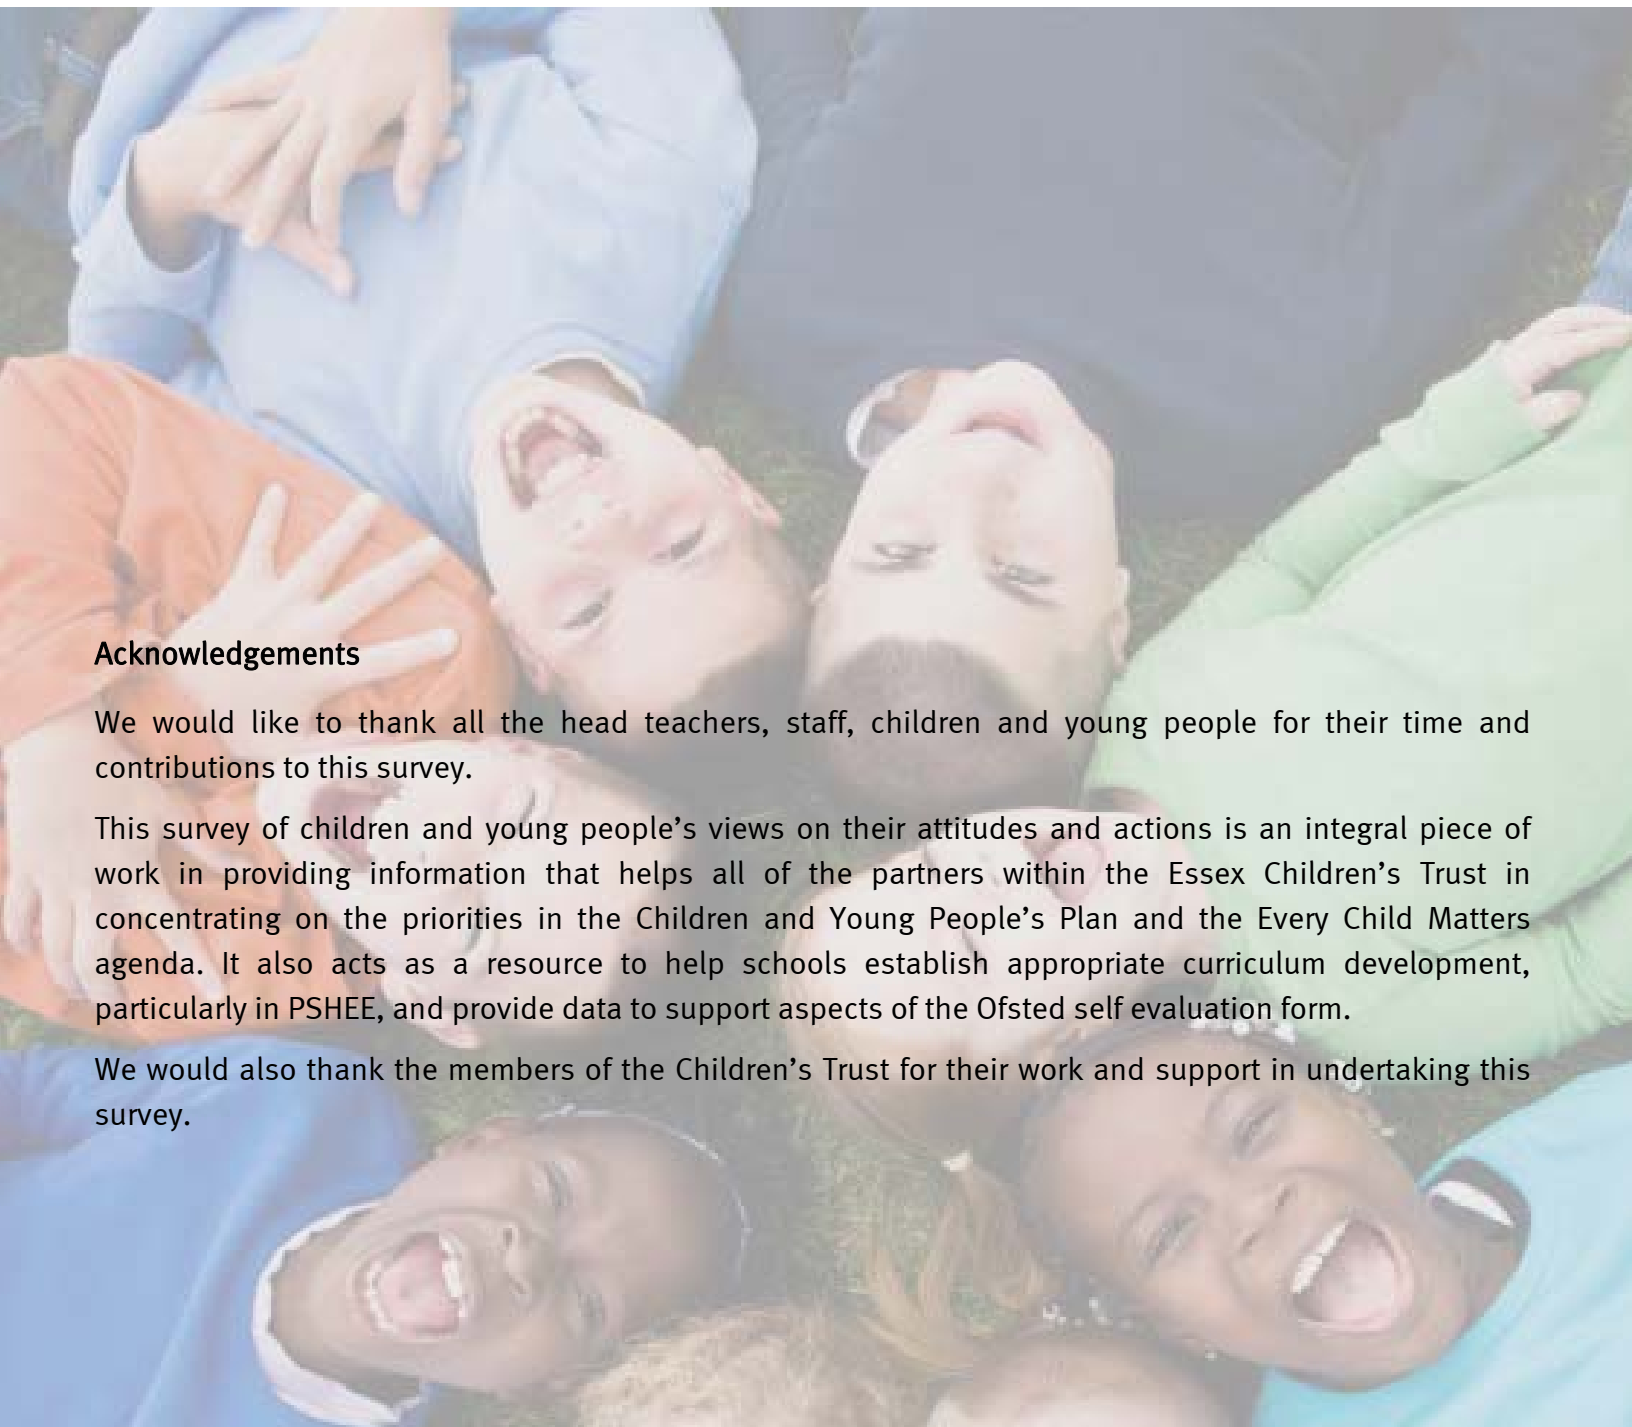 Acknowledgements
We would like to thank all the head teachers, staff, children and young people for their time and
contributions to this survey.
This survey of children and young people’s views on their attitudes and actions is an integral piece of
work in providing information that helps all of the partners within the Essex Children’s Trust in
concentrating on the priorities in the Children and Young People’s Plan and the Every Child Matters
agenda. It also acts as a resource to help schools establish appropriate curriculum development,
particularly in PSHEE, and provide data to support aspects of the Ofsted self evaluation form.
We would also thank the members of the Children’s Trust for their work and support in undertaking this
survey.